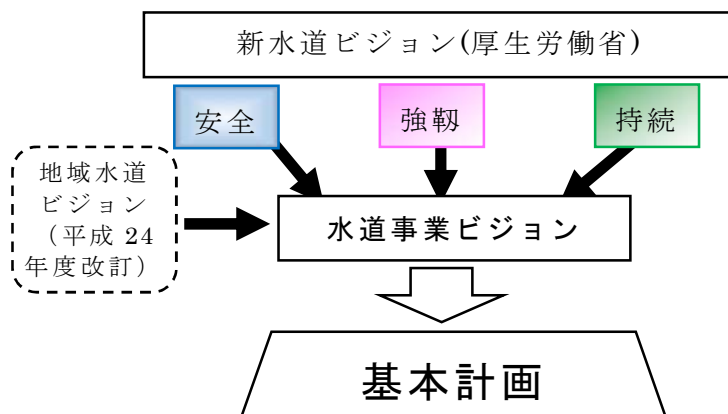 新水道ビジョン(厚生労働省)
安全
強靱
持続
地域水道
ビジョン
（平成 24
年度改訂）
水道事業ビジョン
基本計画